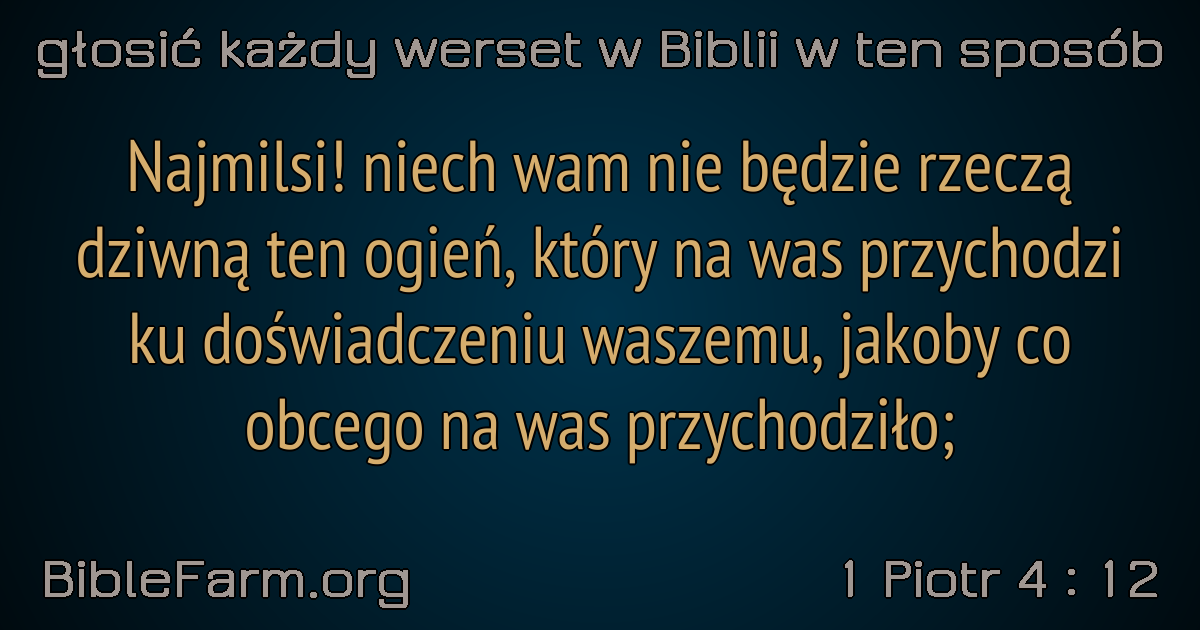 głosić każdy werset w Biblii w ten sposób
Najmilsi! niech wam nie będzie rzeczą
dziwną ten ogień, który na was przychodzi
ku doświadczeniu waszemu, jakoby co
obcego na was przychodziło;
BibleFarm.org
1 Piotr 4 : 12